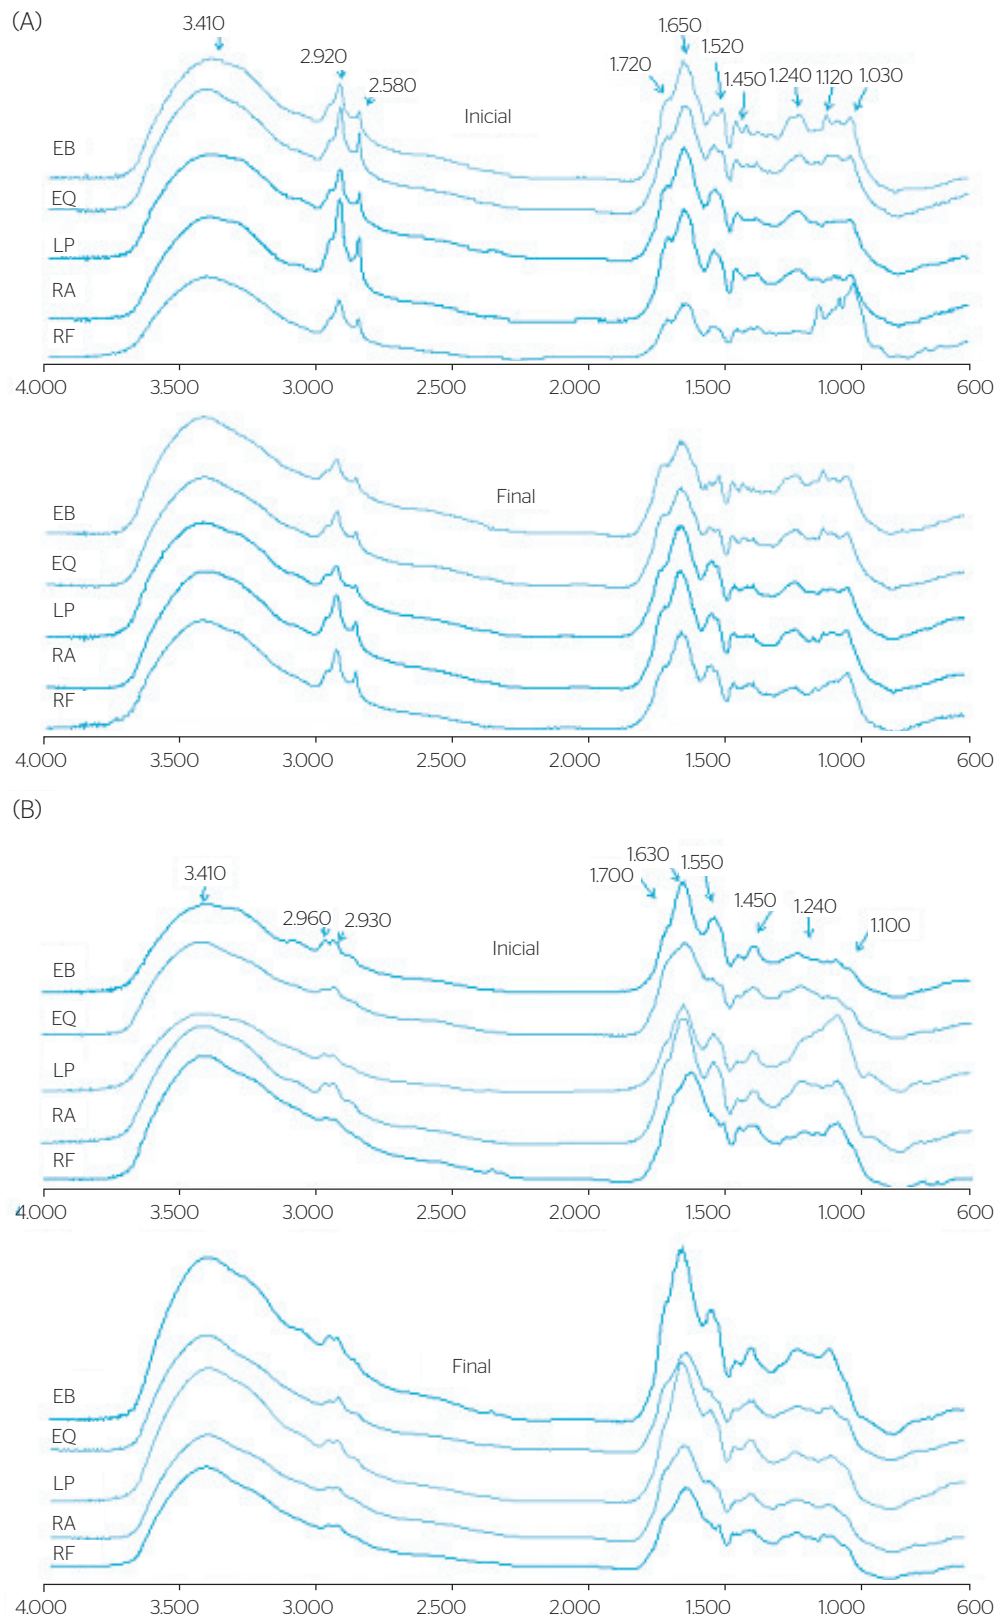 (A)
3.410
2.920
2.580
1.720
1.650
1.520
1.450
1.240
1.120
1.030
Inicial
EB
EQ
LP
RA
RF
4.000 3.500 3.000 2.500 2.000 1.500 1.000 600
Final
EB
EQ
LP
RA
RF
4.000 3.500 3.000 2.500 2.000 1.500 1.000 600
(B)
3.410
2.960
2.930
1.700
1.630
1.550
1.450
1.240
1.100
Inicial
EB
EQ
LP
RA
RF
4.000 3.500 3.000 2.500 2.000 1.500 1.000 600
Final
EB
EQ
LP
RA
RF
4.000 3.500 3.000 2.500 2.000 1.500 1.000 600